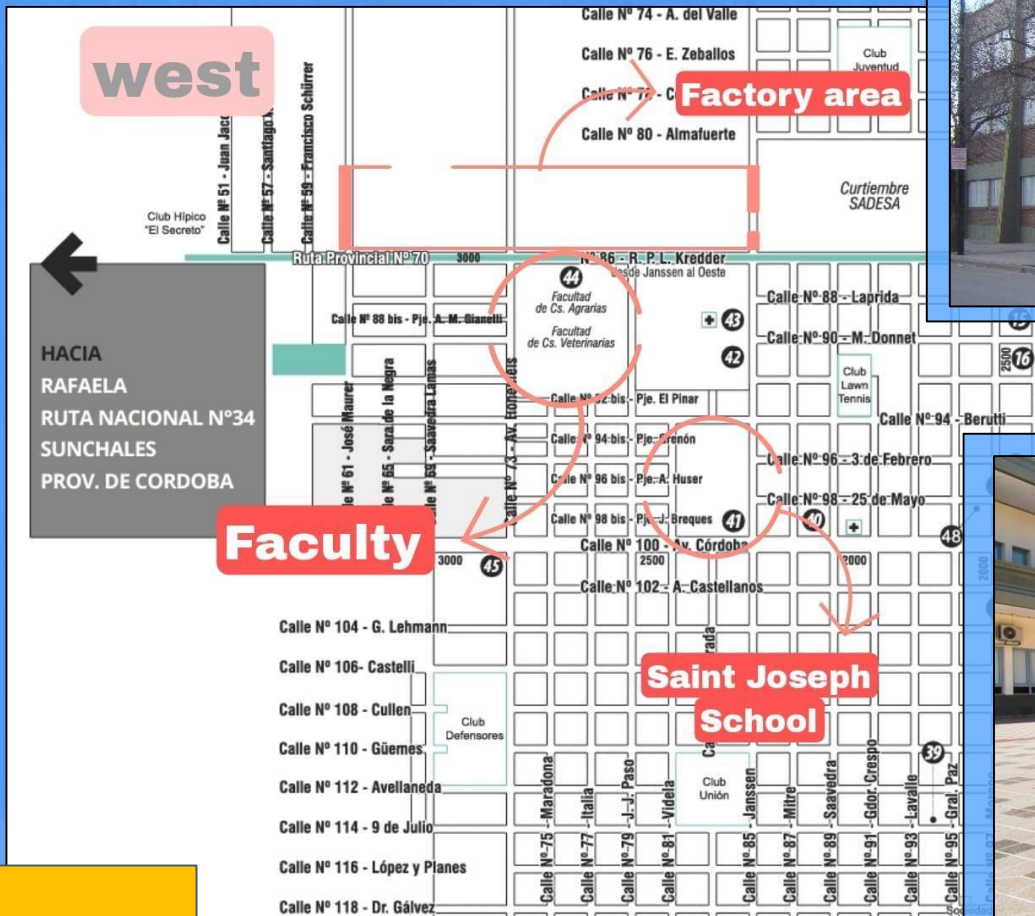 west
Calle Nº 74 - A. del Valle
Calle Nº 76 - E. Zeballos
Club
Juventud
Factory area
Calle Nº 80 - Almafuerte
Calle Nº 51 - Juan
Calle Nº 57 - Santiago
Calle Nº 59 - Francisco Schürrer
Curtiembre
SADESA
Club Hípico
"El Secreto"
Ruta Provincial Nº 70
3000
Nº 86 - R. P. L. Kredder
desde Janssen al Oeste
44
Facultad
de Cs. Agrarias
Facultad
de Cs. Veterinarias
Calle Nº 88 - Laprida
Calle Nº 88 bis - Pje. A. M. Gianelli
43
15
Calle Nº 90 - M. Donnet
42
2500
16
HACIA
RAFAELA
RUTA NACIONAL N°34
SUNCHALES
PROV. DE CORDOBA
Club
Lawn
Tennis
Calle Nº 61 - José Maurer
Nº 65 - Sara de la Negra
Nº 69 - Saavedra Lamas
Calle Nº 73 - Av.
bis - Pje. El Pinar
Calle Nº 94 - Berutti
Calle Nº 94 bis - Pje.
Calle Nº 96 - 3 de Febrero
Calle Nº 96 bis - Pje. A. Huser
Calle Nº 98 - 25 de Mayo
Calle Nº 98 bis - Pje. J. Breques
41
40
48
Faculty
Calle Nº 100 - Av. Córdoba
3000
45
2500
2000
2000
Calle Nº 102 - A. Castellanos
Calle Nº 104 - G. Lehmann
Calle Nº 106- Castelli
Saint Joseph
School
Calle Nº 108 - Cullen
Club
Defensores
Calle Nº 110 - Güemes
39
Calle Nº 112 - Avellaneda
Club
Unión
Calle Nº 114 - 9 de Julio
Calle Nº 116 - López y Planes
Calle Nº 118 - Dr. Gálvez
Calle Nº 75 - Maradona
Calle Nº 77 - Italia
Calle Nº 79 - J. J. Paso
Calle Nº 81 - Videla
Calle Nº 85 - Janssen
Calle Nº 87 - Mitre
Calle Nº 89 - Saavedra
Calle Nº 91 - Gdor. Crespo
Calle Nº 93 - Lavalle
Calle Nº 95 - Gral. Paz